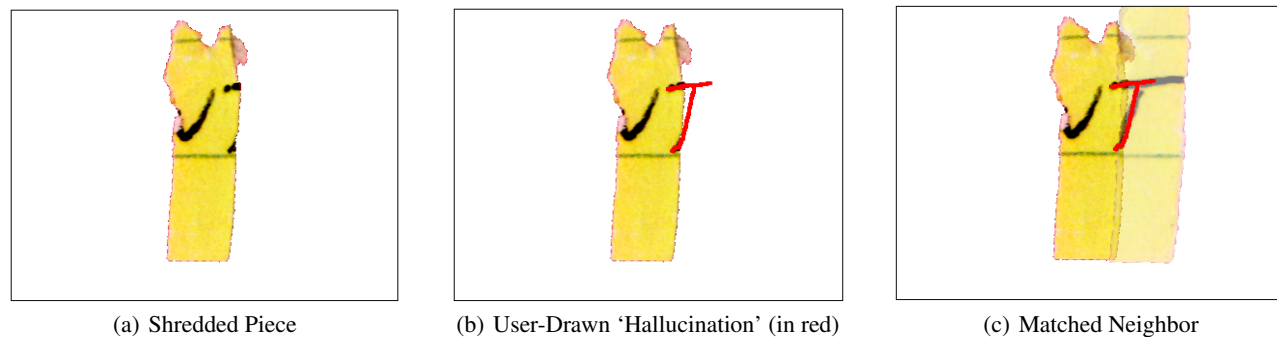 (a) Shredded Piece
(b) User-Drawn ‘Hallucination’ (in red)
(c) Matched Neighbor